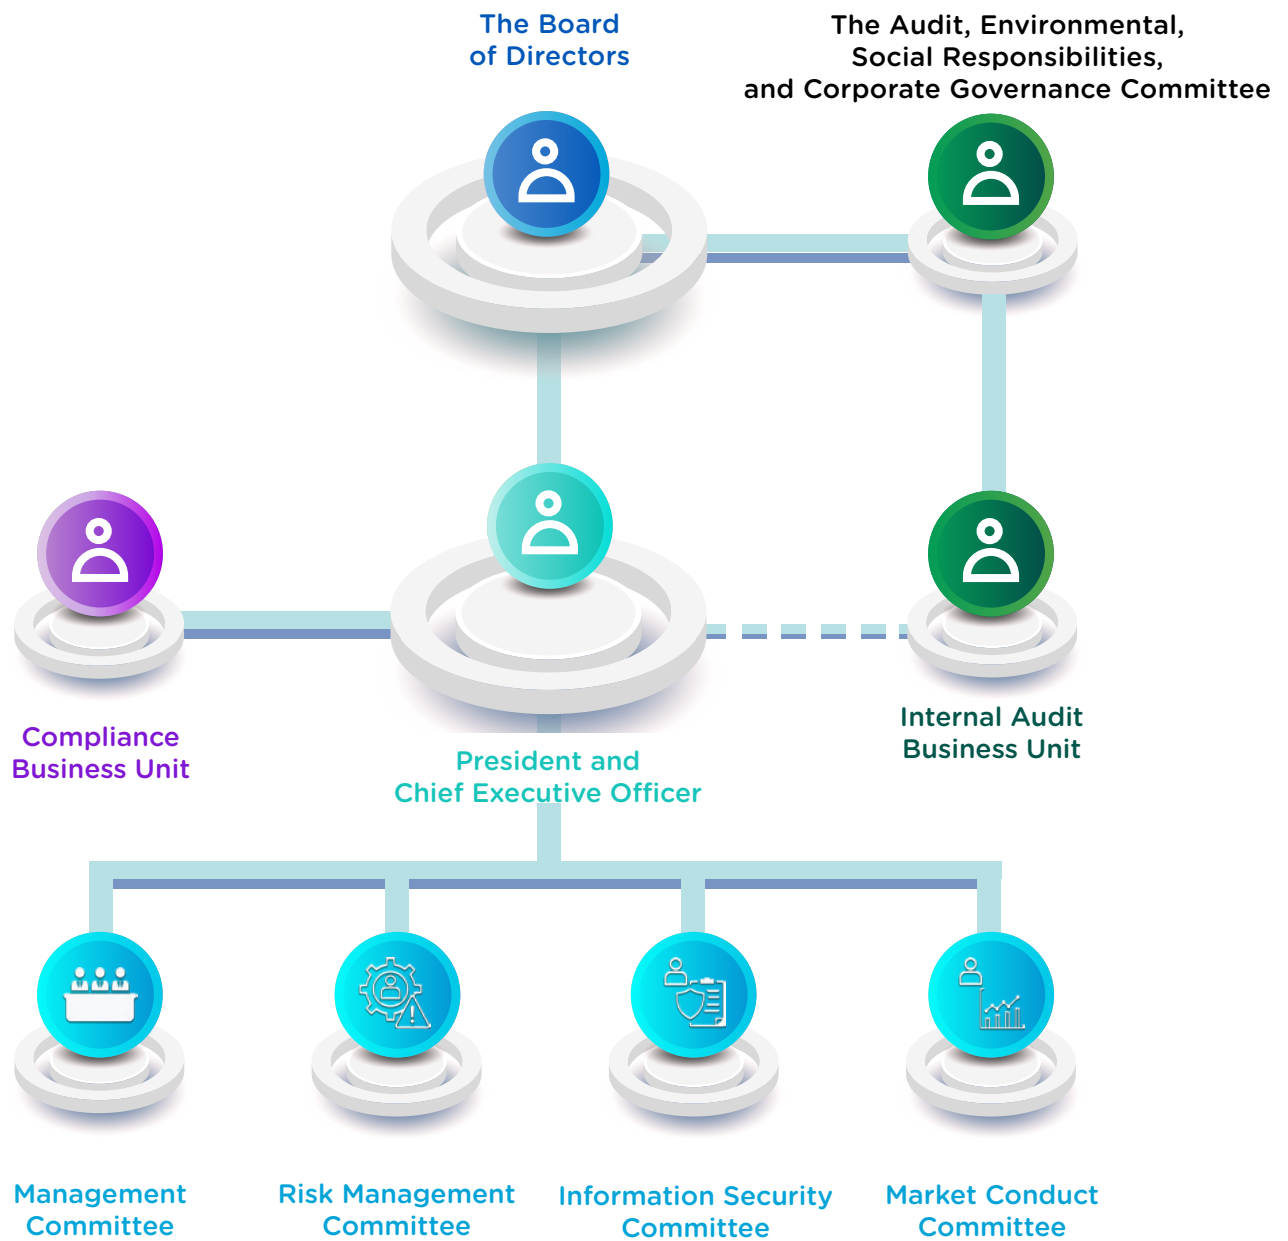 The Board
of Directors
The Audit, Environmental,
Social Responsibilities,
and Corporate Governance Committee
Compliance
Business Unit
President and
Chief Executive Officer
Internal Audit
Business Unit
Management
Committee
Risk Management
Committee
Information Security
Committee
Market Conduct
Committee